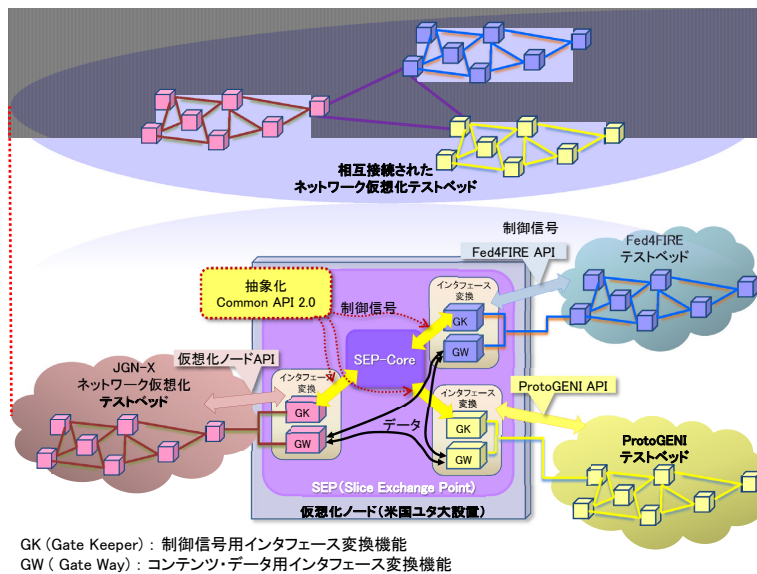 相互接続された
ネットワーク仮想化テストベッド
制御信号
Fed4FIRE API
Fed4FIRE
テストベッド
抽象化
Common API 2.0
制御信号
インタフェース
変換
GK
GW
SEP-Core
仮想化ノードAPI
JGN-X
ネットワーク仮想化
テストベッド
インタフェース
変換
GK
GW
データ
インタフェース
変換
GK
GW
ProtoGENI API
ProtoGENI
テストベッド
SEP(Slice Exchange Point)
仮想化ノード(米国ユタ大設置)
GK (Gate Keeper) : 制御信号用インタフェース変換機能
GW ( Gate Way) : コンテンツ・データ用インタフェース変換機能